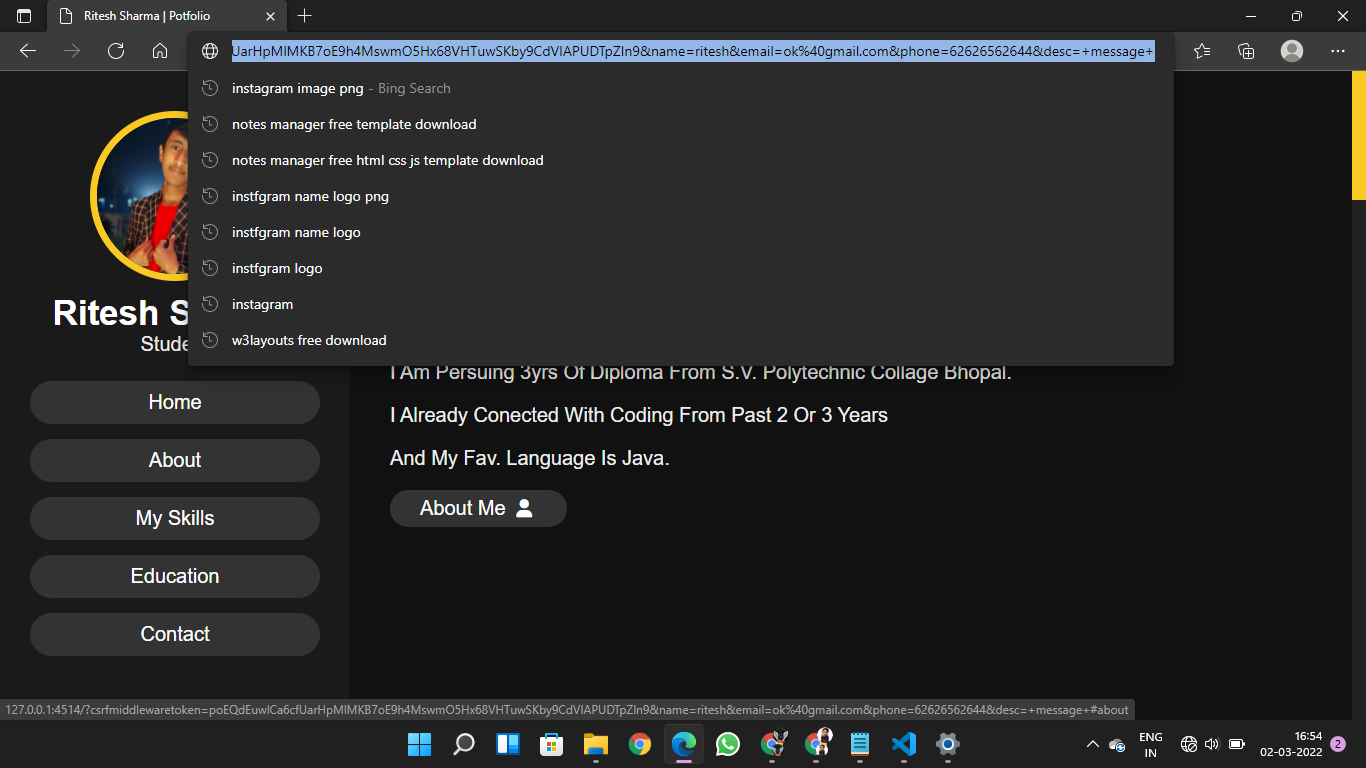 Ritesh Sharma | Potfolio
UarHpMIMKB7oE9h4MswmO5Hx68VHTuwSKby9CdVIAPUDTpZIn9&name=ritesh&email=ok%40gmail.com&phone=62626562644&desc=+message+
instagram image png - Bing Search
notes manager free template download
notes manager free html css js template download
instfgram name logo png
instfgram name logo
instfgram logo
instagram
w3layouts free download
Ritesh S
Stude
Home
About
My Skills
Education
Contact
I Am Persuing 3yrs Of Diploma From S.V. Polytechnic Collage Bhopal.
I Already Conected With Coding From Past 2 Or 3 Years
And My Fav. Language Is Java.
About Me
127.0.0.1:4514/?csrfmiddlewaretoken=poEQdEuwICa6cfUarHpMIMKB7oE9h4MswmO5Hx68VHTuwSKby9CdVIAPUDTpZIn9&name=ritesh&email=ok%40gmail.com&phone=62626562644&desc=+message+#about
ENG
IN
16:54
02-03-2022
2